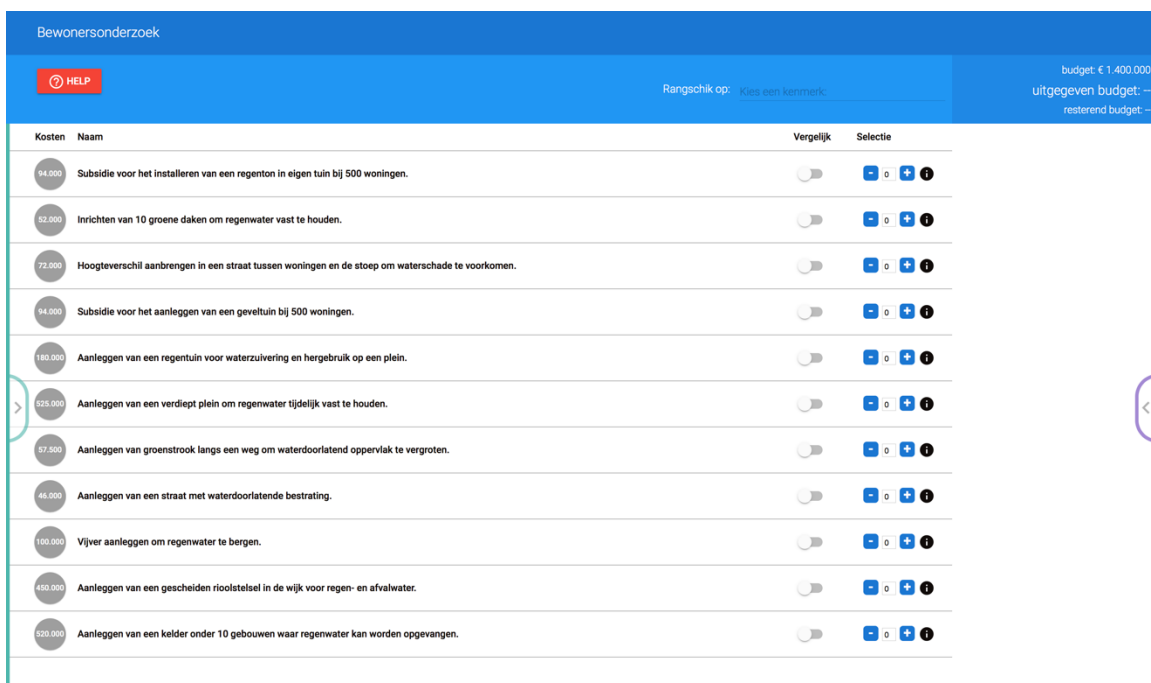 Bewonersonderzoek
HELP
Rangschik op: Kies een kenmerk:
budget: € 1.400.000
uitgegeven budget: --
resterend budget: --
Kosten Naam Vergelijk Selectie
94.000 Subsidie voor het installeren van een regenton in eigen tuin bij 500 woningen. - 0 +
52.000 Inrichten van 10 groene daken om regenwater vast te houden. - 0 +
72.000 Hoogteverschil aanbrengen in een straat tussen woningen en de stoep om waterschade te voorkomen. - 0 +
94.000 Subsidie voor het aanleggen van een geveltuin bij 500 woningen. - 0 +
180.000 Aanleggen van een regentuin voor waterzuivering en hergebruik op een plein. - 0 +
525.000 Aanleggen van een verdiept plein om regenwater tijdelijk vast te houden. - 0 +
57.500 Aanleggen van groenstrook langs een weg om waterdoorlatend oppervlak te vergroten. - 0 +
46.000 Aanleggen van een straat met waterdoorlatende bestrating. - 0 +
100.000 Vijver aanleggen om regenwater te bergen. - 0 +
450.000 Aanleggen van een gescheiden rioolstelsel in de wijk voor regen- en afvalwater. - 0 +
520.000 Aanleggen van een kelder onder 10 gebouwen waar regenwater kan worden opgevangen. - 0 +